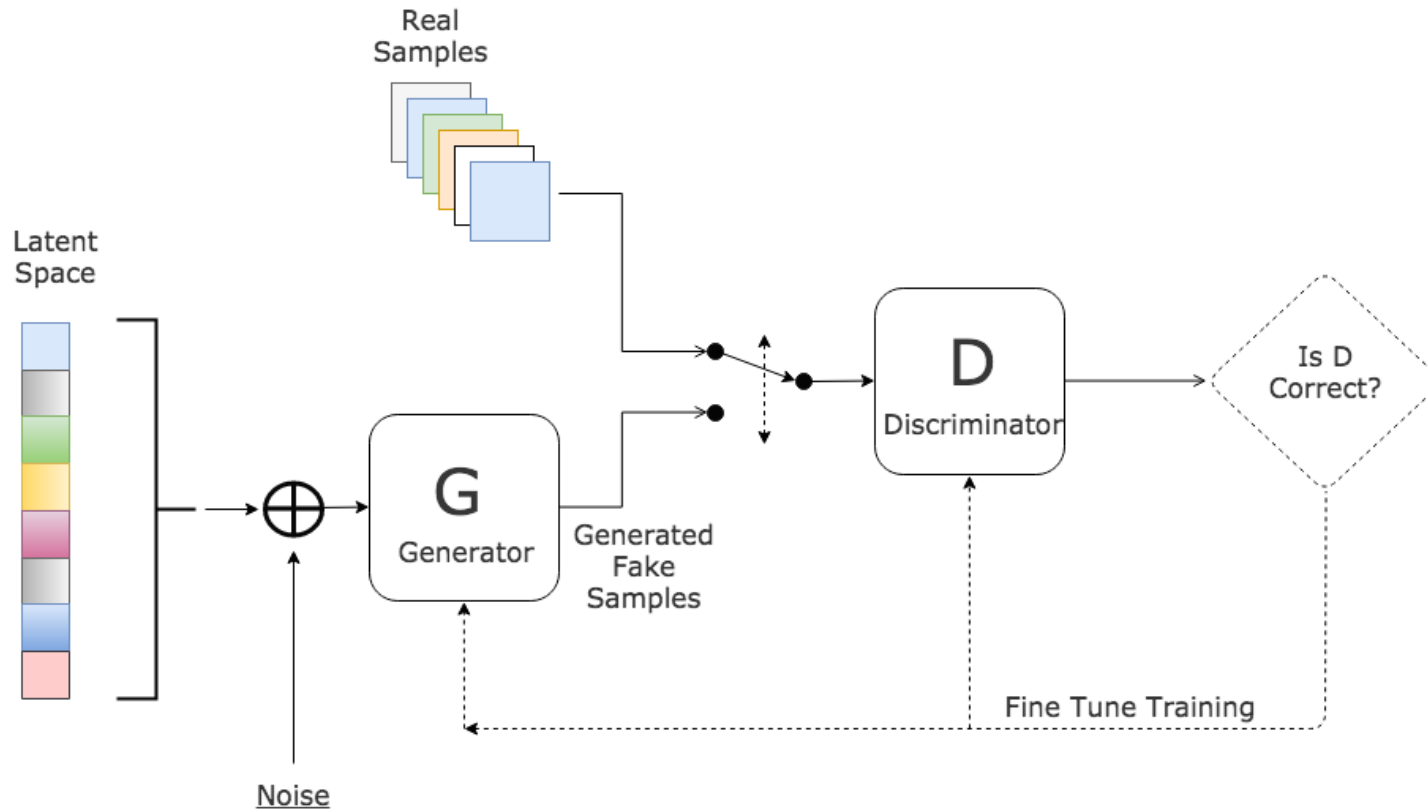 Real
Samples
Latent
Space
D
Discriminator
Is D
Correct?
G
Generator
Generated
Fake
Samples
Fine Tune Training
Noise